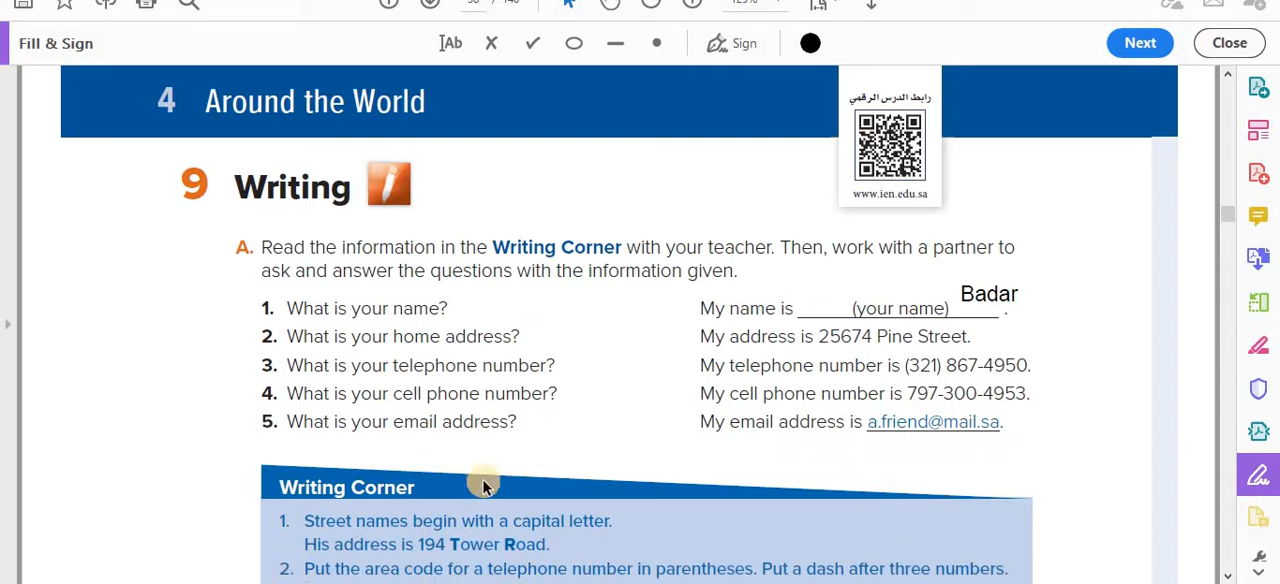 Fill & Sign
Ab
Sign
Next
Close
4 Around the World
رابط الدرس الرقمي
www.ien.edu.sa
9 Writing
A. Read the information in the Writing Corner with your teacher. Then, work with a partner to
ask and answer the questions with the information given.
Badar
1. What is your name? My name is (your name) .
2. What is your home address? My address is 25674 Pine Street.
3. What is your telephone number? My telephone number is (321) 867-4950.
4. What is your cell phone number? My cell phone number is 797-300-4953.
5. What is your email address? My email address is a.friend@mail.sa.
Writing Corner
1. Street names begin with a capital letter.
His address is 194 Tower Road.
2. Put the area code for a telephone number in parentheses. Put a dash after three numbers.